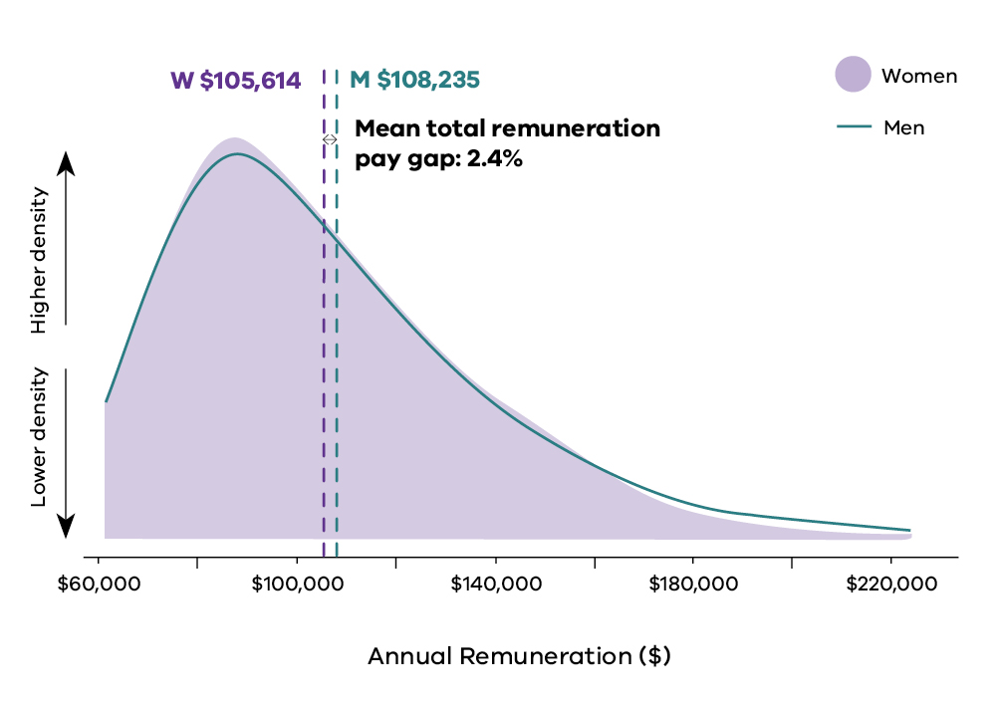 W $105,614
M $108,235
Women
Men
Mean total remuneration
pay gap: 2.4%
Higher density
Lower density
$60,000
$100,000
$140,000
$180,000
$220,000
Annual Remuneration ($)